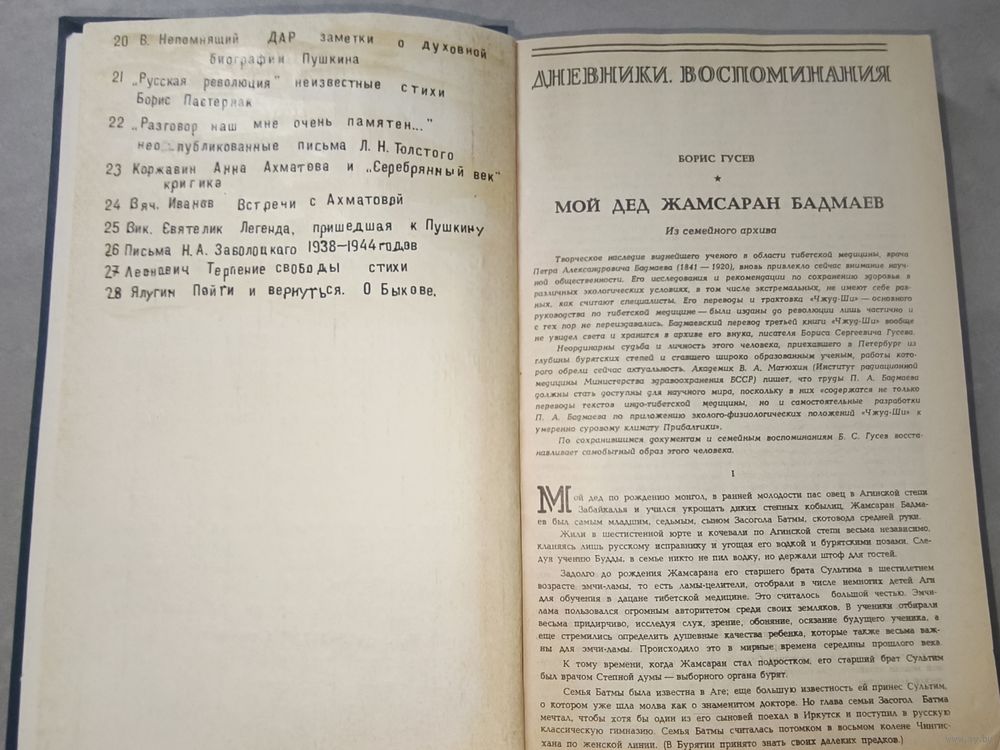 20 В. Непомнящий ДАР заметки о духовной
биографии Пушкина
21 „Русская революция" неизвестные стихи
Борис Пастернак
22 „Разговор наш мне очень памятен..."
нео публикованные письма Л. Н. Толстого
23 Коржавин Анна Ахматова и „Серебрянный век"
критика
24 Вяч. Иванов Встречи с Ахматовой
25 Вик. Святелик Легенда, пришедшая к Пушкину
26 Письма Н. А. Заболоцкого 1938—1944 годов
27 Леонович Терпение свободы стихи
28 Ялугин Пойти и вернуться. О Быкове.
ДНЕВНИКИ. ВОСПОМИНАНИЯ
БОРИС ГУСЕВ
★
МОЙ ДЕД ЖАМСАРАН БАДМАЕВ
Из семейного архива
Творческое наследие виднейшего ученого в области тибетской медицины, врача
Петра Александровича Бадмаева (1841 — 1920), вновь привлекло сейчас внимание науч-
ной общественности. Его исследования и рекомендации по сохранению здоровья в
различных экологических условиях, в том числе экстремальных, не имеют себе рав-
ных, как считают специалисты. Его переводы и трактовка «Чжуд-Ши» — основного
руководства по тибетской медицине — были изданы до революции лишь частично и
с тех пор не переиздавались. Бадмаевский перевод третьей книги «Чжуд-Ши» вообще
не увидел света и хранится в архиве его внука, писателя Бориса Сергеевича Гусева.
Неординарны судьба и личность этого человека, приехавшего в Петербург из
глубины бурятских степей и ставшего широко образованным ученым, работы кото-
рого обрели сейчас актуальность. Академик В. А. Матюхин (Институт радиационной
медицины Министерства здравоохранения БССР) пишет, что труды П. А. Бадмаева
должны стать доступны для научного мира, поскольку в них «содержатся не только
переводы текстов индо-тибетской медицины, но и самостоятельные разработки
П. А. Бадмаева по приложению эколого-физиологических положений «Чжуд-Ши» к
умеренно суровому климату Прибалтики».
По сохранившимся документам и семейным воспоминаниям Б. С. Гусев восста-
навливает самобытный образ этого человека.
I
Мой дед по рождению монгол, в ранней молодости пас овец в Агинской степи
Забайкалья и учился укрощать диких степных кобылиц. Жамсаран Бадма-
ев был самым младшим, седьмым, сыном Засогола Батмы, скотовода средней руки.
Жили в шестистенной юрте и кочевали по Агинской степи весьма независимо,
кланяясь лишь русскому исправнику и угощая его водкой и бурятскими позами. Сле-
дуя учению Будды, в семье никто не пил водку, но держали штоф для гостей.
Задолго до рождения Жамсарана его старшего брата Сультима в шестилетнем
возрасте эмчи-ламы, то есть ламы-целители, отобрали в числе немногих детей Аги
для обучения в дацане тибетской медицине. Это считалось большой честью. Эмчи-
лама пользовался огромным авторитетом среди своих земляков. В ученики отбирали
весьма придирчиво, исследуя слух, зрение, обоняние, осязание будущего ученика, а
еще стремились определить душевные качества ребенка, которые также весьма важ-
ны для эмчи-ламы. Происходило это в мирные времена середины прошлого века.
К тому времени, когда Жамсаран стал подростком, его старший брат Сультим
был врачом Степной думы — выборного органа бурят.
Семья Батмы была известна в Аге; еще большую известность ей принес Сультим,
о котором уже шла молва как о знаменитом докторе. Но глава семьи Засогол Батма
мечтал, чтобы хотя бы один из его сыновей поехал в Иркутск и поступил в русскую
классическую гимназию. Семья Батмы считалась потомком в восьмом колене Чингис-
хана по женской линии. (В Бурятии принято знать своих далеких предков.)